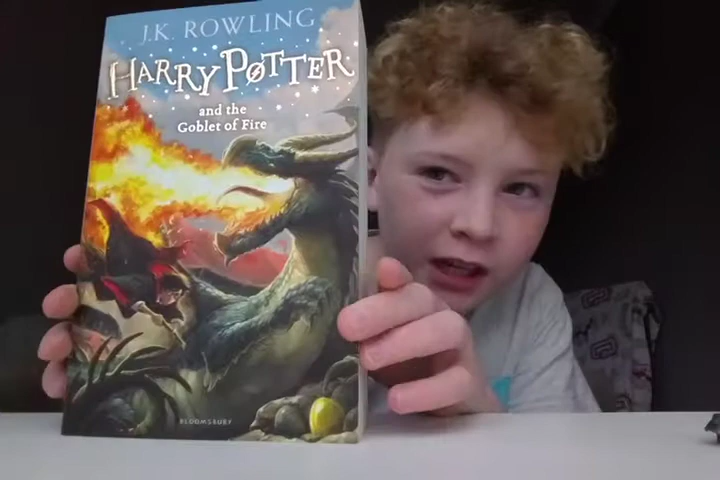 J.K. ROWLING
HARRY POTTER
and the
Goblet of Fire
BLOOMSBURY